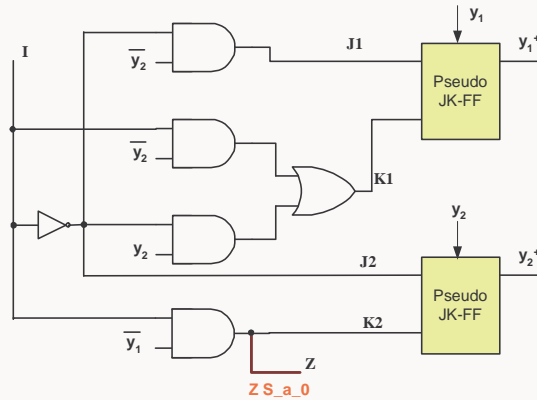 y1
I
J1
y1+
y2
Pseudo
JK-FF
y2
K1
y2
y2
J2
y2+
Pseudo
JK-FF
K2
y1
Z
Z S_a_0